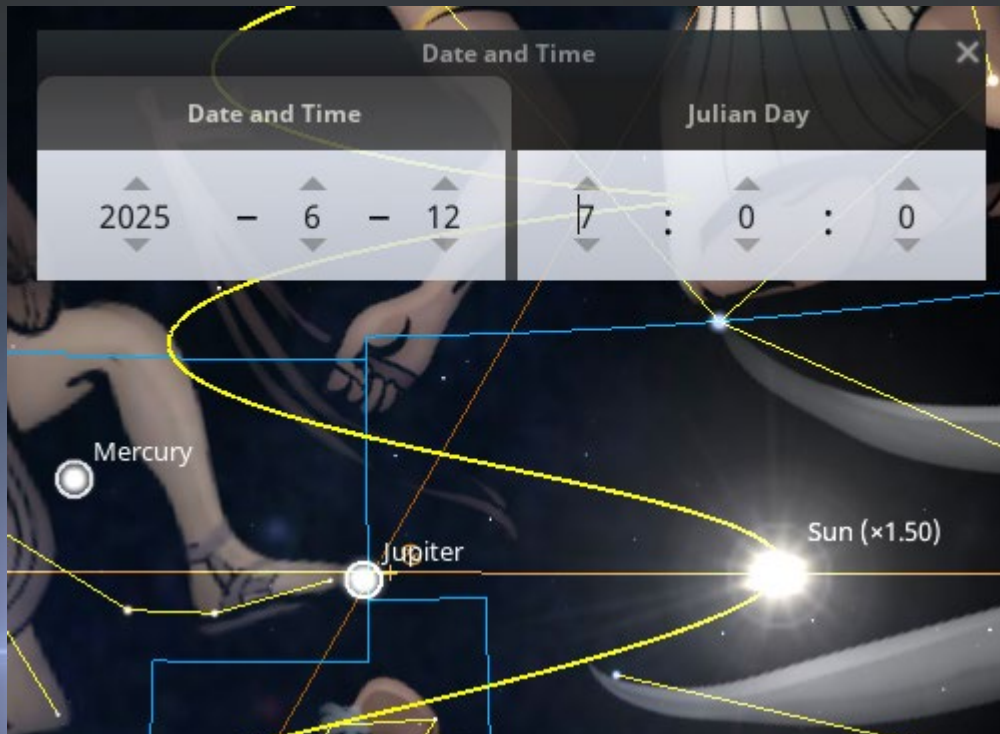 Date and Time ×
Date and Time Julian Day
2025 – 6 – 12 7 : 0 : 0
Mercury
Sun (×1.50)
Jupiter